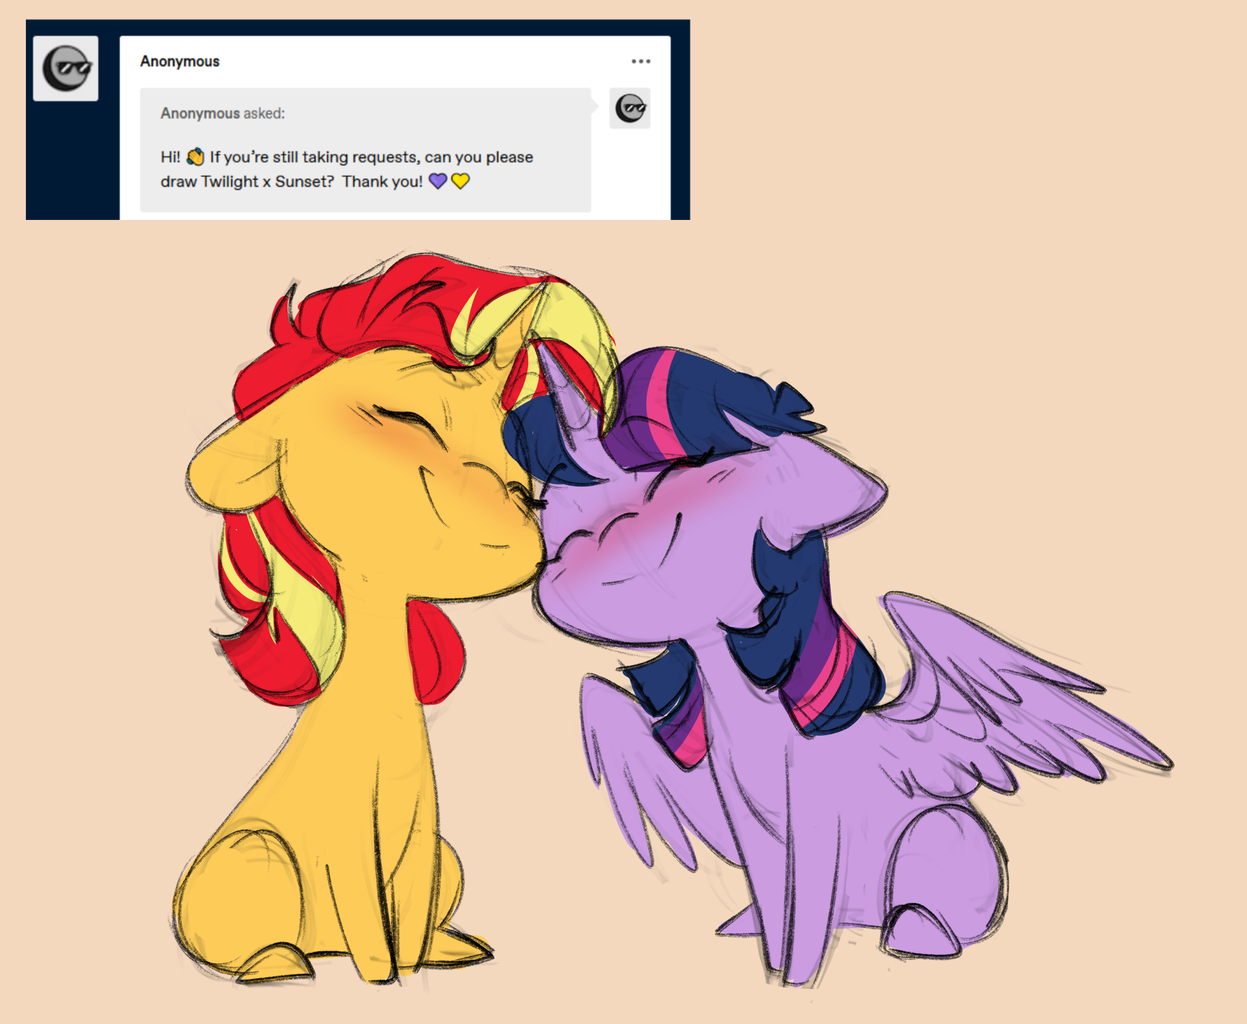 Anonymous
Anonymous asked:
Hi! 👋 If you're still taking requests, can you please
draw Twilight x Sunset?  Thank you! 💜💛